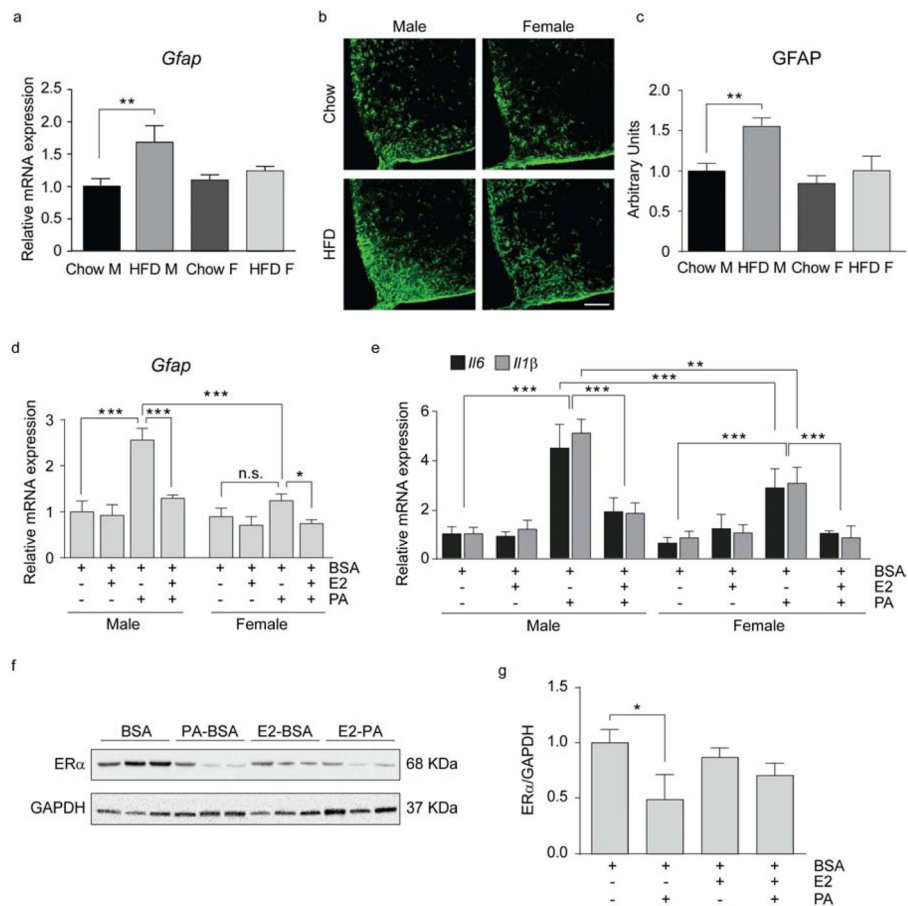 a
Gfap
Relative mRNA expression
2.5
2.0
1.5
1.0
0.5
0
**
Chow M HFD M Chow F HFD F
b
Male Female
Chow
HFD
c
GFAP
Arbitrary Units
2.0
1.5
1.0
0.5
0.0
**
Chow M HFD M Chow F HFD F
d
Gfap
Relative mRNA expression
4
3
2
1
0
***
*** ***
n.s. *
+ + + + + + + + BSA
- + - + - + - + E2
- - + + - - + + PA
Male Female
e
Il6 Il1β
Relative mRNA expression
6
4
2
0
**
***
*** ***
*** ***
+ + + + + + + + BSA
- + - + - + - + E2
- - + + - - + + PA
Male Female
f
BSA PA-BSA E2-BSA E2-PA
ERα 68 KDa
GAPDH 37 KDa
g
ERα/GAPDH
1.5
1.0
0.5
0.0
*
+ + + + BSA
- - + + E2
- + - + PA